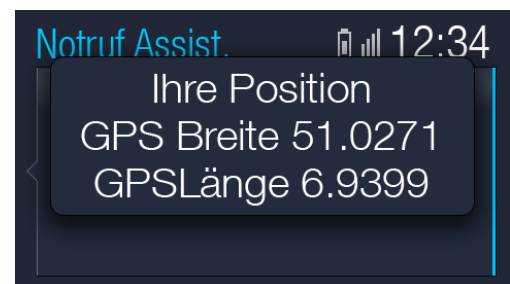 Notruf Assist. 12:34
Ihre Position
GPS Breite 51.0271
GPSLänge 6.9399